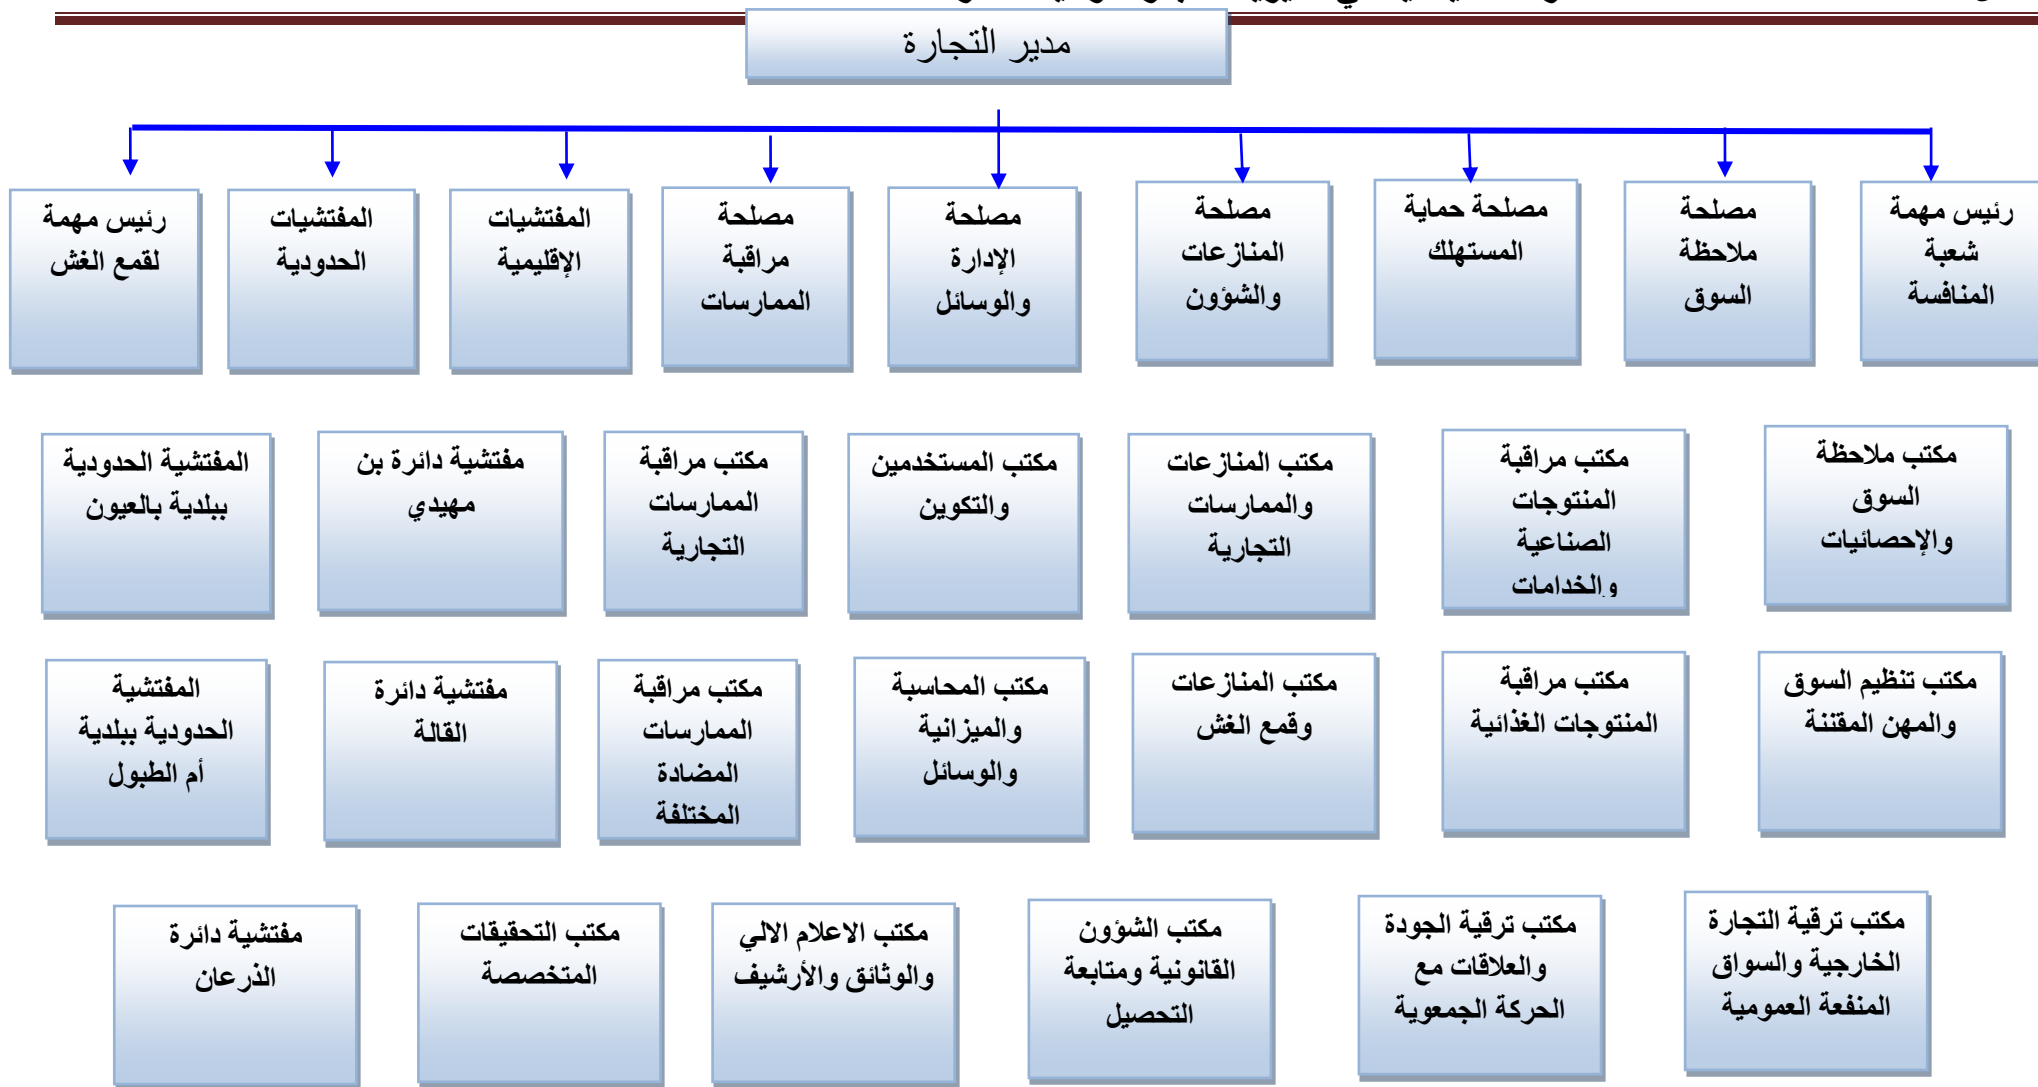 مدير التجارة
رئيس مهمة
شعبة
المنافسة
مصلحة
ملاحظة
السوق
مصلحة حماية
المستهلك
مصلحة
المنازعات
والشؤون
مصلحة
الإدارة
والوسائل
مصلحة
مراقبة
الممارسات
المفتشيات
الإقليمية
المفتشيات
الحدودية
رئيس مهمة
لقمع الغش
مكتب ملاحظة
السوق
والإحصائيات
مكتب مراقبة
المنتوجات
الصناعية
والخدامات
مكتب المنازعات
والممارسات
التجارية
مكتب المستخدمين
والتكوين
مكتب مراقبة
الممارسات
التجارية
مفتشية دائرة بن
مهيدي
المفتشية الحدودية
ببلدية بالعيون
مكتب تنظيم السوق
والمهن المقتنة
مكتب مراقبة
المنتوجات الغذائية
مكتب المنازعات
وقمع الغش
مكتب المحاسبة
والميزانية
والوسائل
مكتب مراقبة
الممارسات
المضادة
المختلفة
مفتشية دائرة
القالة
المفتشية
الحدودية ببلدية
أم الطبول
مكتب ترقية التجارة
الخارجية والسواق
المنفعة العمومية
مكتب ترقية الجودة
والعلاقات مع
الحركة الجمعوية
مكتب الشؤون
القانونية ومتابعة
التحصيل
مكتب الاعلام الالي
والوثائق والأرشيف
مكتب التحقيقات
المتخصصة
مفتشية دائرة
الذرعان